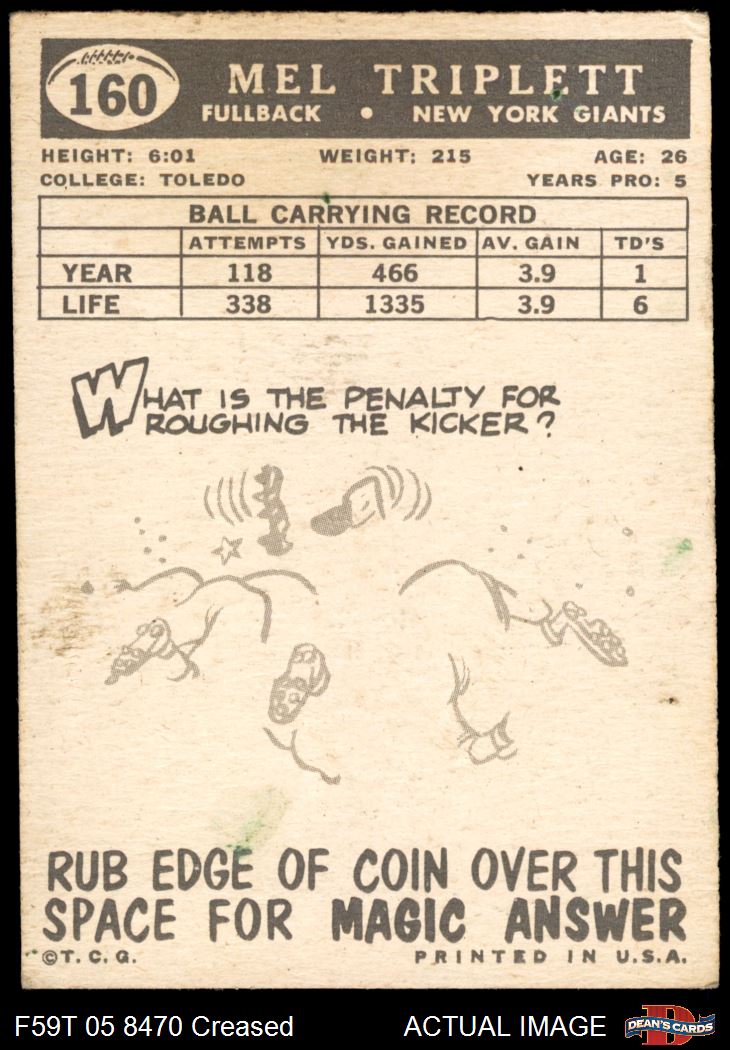 160
MEL TRIPLETT
FULLBACK • NEW YORK GIANTS
HEIGHT: 6:01 WEIGHT: 215 AGE: 26
COLLEGE: TOLEDO YEARS PRO: 5
BALL CARRYING RECORD
ATTEMPTS YDS. GAINED AV. GAIN TD'S
YEAR 118 466 3.9 1
LIFE 338 1335 3.9 6
WHAT IS THE PENALTY FOR
ROUGHING THE KICKER?
RUB EDGE OF COIN OVER THIS
SPACE FOR MAGIC ANSWER
©T.C.G. PRINTED IN U.S.A.
F59T 05 8470 Creased ACTUAL IMAGE DEAN'S CARDS